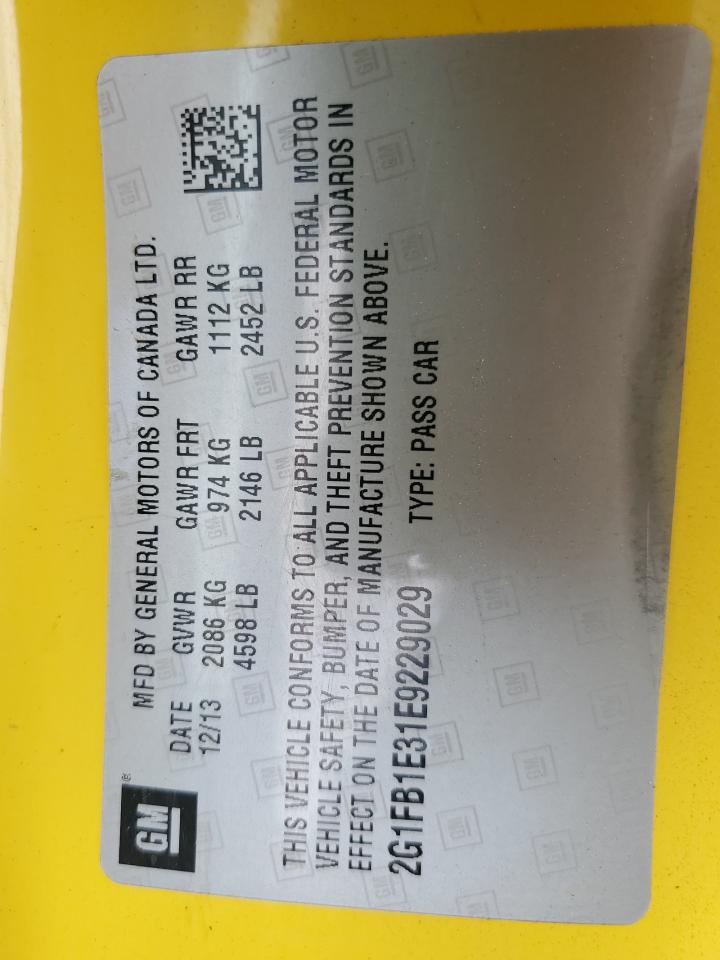 GM ®
MFD BY GENERAL MOTORS OF CANADA LTD.
DATE GVWR GAWR FRT GAWR RR
12/13 2086 KG 974 KG 1112 KG
4598 LB 2146 LB 2452 LB
THIS VEHICLE CONFORMS TO ALL APPLICABLE U.S. FEDERAL MOTOR
VEHICLE SAFETY, BUMPER, AND THEFT PREVENTION STANDARDS IN
EFFECT ON THE DATE OF MANUFACTURE SHOWN ABOVE.
2G1FB1E31E9229029 TYPE: PASS CAR